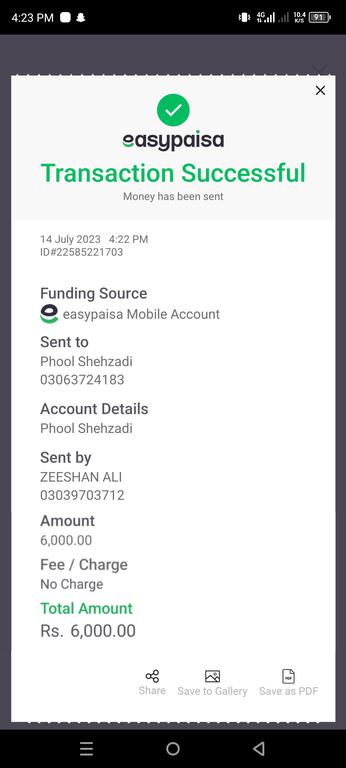 4:23 PM 4G 10.4 K/S 91
easypaisa
Transaction Successful
Money has been sent
14 July 2023 4:22 PM
ID#22585221703
Funding Source
easypaisa Mobile Account
Sent to
Phool Shehzadi
03063724183
Account Details
Phool Shehzadi
Sent by
ZEESHAN ALI
03039703712
Amount
6,000.00
Fee / Charge
No Charge
Total Amount
Rs. 6,000.00
Share Save to Gallery Save as PDF